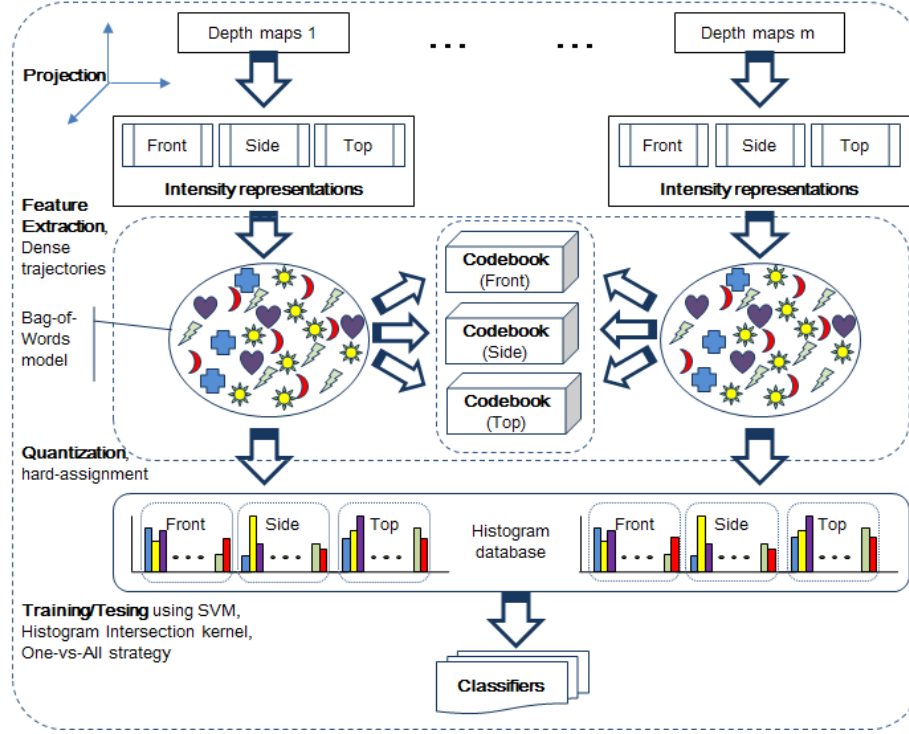 Depth maps 1
Depth maps m
Projection
Front
Side
Top
Intensity representations
Front
Side
Top
Intensity representations
Feature
Extraction,
Dense
trajectories
Bag-of-
Words
model
Codebook
(Front)
Codebook
(Side)
Codebook
(Top)
Quantization,
hard-assignment
Front
Side
Top
Histogram
database
Front
Side
Top
Training/Tesing using SVM,
Histogram Intersection kernel,
One-vs-All strategy
Classifiers